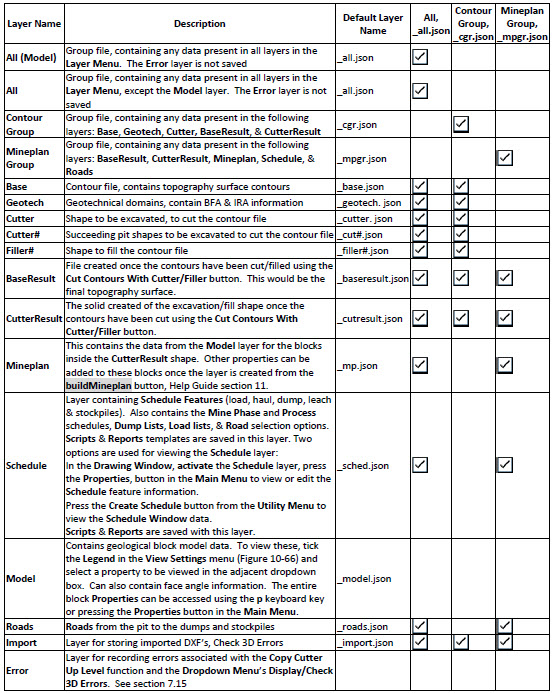 Layer Name
Description
Default Layer
Name
All,
_all.json
Contour
Group,
_cgr.json
Mineplan
Group,
_mpgr.json
All (Model)
Group file, containing any data present in all layers in the
Layer Menu. The Error layer is not saved
_all.json
All
Group file, containing any data present in all layers in the
Layer Menu, except the Model layer. The Error layer is not
saved
_all.json
Contour
Group
Group file, containing any data present in the following
layers: Base, Geotech, Cutter, BaseResult, & CutterResult
_cgr.json
Mineplan
Group
Group file, containing any data present in the following
layers: BaseResult, CutterResult, Mineplan, Schedule, &
Roads
_mpgr.json
Base
Contour file, contains topography surface contours
_base.json
Geotech
Geotechnical domains, contain BFA & IRA information
_geotech. json
Cutter
Shape to be excavated, to cut the contour file
_cutter. json
Cutter#
Succeeding pit shapes to be excavated to cut the contour file
_cut#.json
Filler#
Shape to fill the contour file
_filler#.json
BaseResult
File created once the contours have been cut/filled using the
Cut Contours With Cutter/Filler button. This would be the
final topography surface.
_baseresult.json
CutterResult
The solid created of the excavation/fill shape once the
contours have been cut using the Cut Contours With
Cutter/Filler button.
_cutresult.json
Mineplan
This contains the data from the Model layer for the blocks
inside the CutterResult shape. Other properties can be
added to these blocks once the layer is created from the
buildMineplan button, Help Guide section 11.
_mp.json
Schedule
Layer containing Schedule Features (load, haul, dump, leach
& stockpiles). Also contains the Mine Phase and Process
schedules, Dump Lists, Load lists, & Road selection options.
Scripts & Reports templates are saved in this layer. Two
options are used for viewing the Schedule layer:
In the Drawing Window, activate the Schedule layer, press
the Properties, button in the Main Menu to view or edit the
Schedule feature information.
Press the Create Schedule button from the Utility Menu to
view the Schedule Window data.
Scripts & Reports are saved with this layer.
_sched.json
Model
Contains geological block model data. To view these, tick
the Legend in the View Settings menu (Figure 10-66) and
select a property to be viewed in the adjacent dropdown
box. Can also contain face angle information. The entire
block Properties can be accessed using the p keyboard key
or pressing the Properties button in the Main Menu.
_model.json
Roads
Roads from the pit to the dumps and stockpiles
_roads.json
Import
Layer for storing imported DXF's, Check 3D Errors
_import.json
Error
Layer for recording errors associated with the Copy Cutter
Up Level function and the Dropdown Menu's Display/Check
3D Errors. See section 7.15